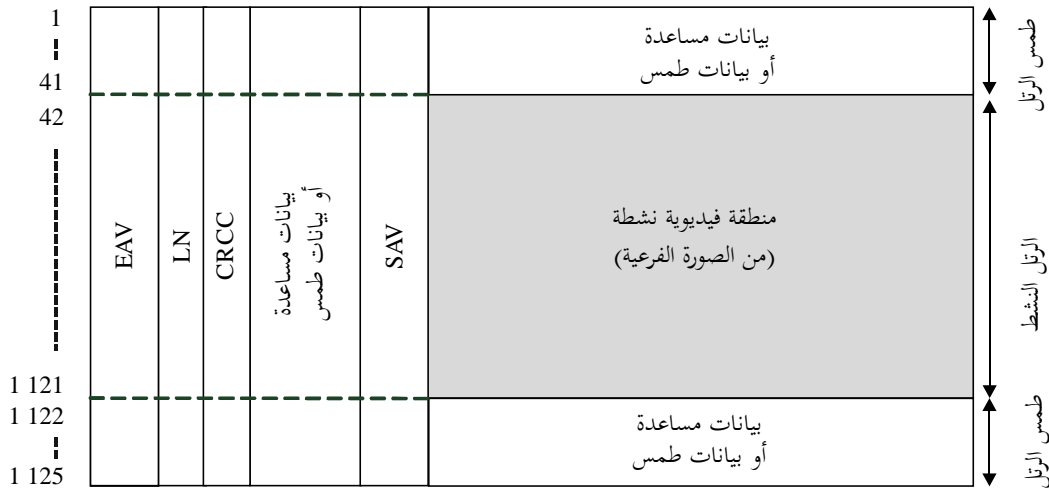 1
41
42
1 121
1 122
1 125
EAV
LN
CRCC
بيانات مساعدة
أو بيانات طمس
SAV
بيانات مساعدة
أو بيانات طمس
منطقة فيديوية نشطة
(من الصورة الفرعية)
بيانات مساعدة
أو بيانات طمس
طمس الرتل
الرتل النشط
طمس الرتل